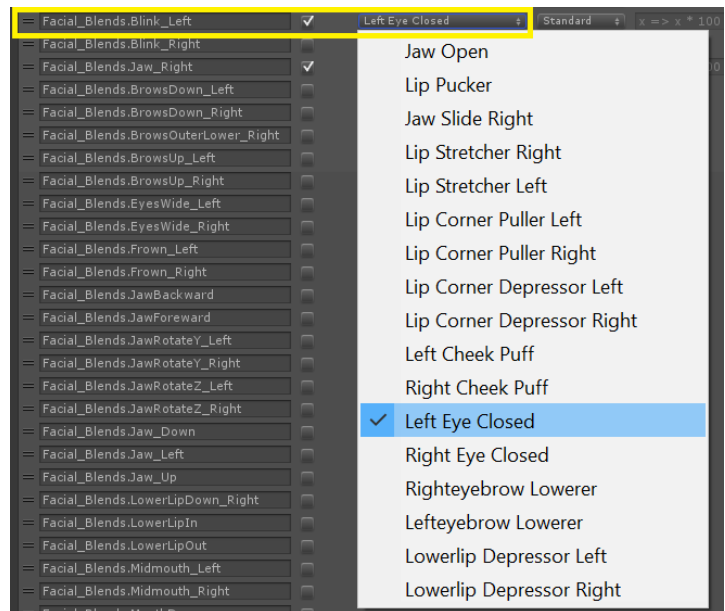 Facial_Blends.Blink_Left Left Eye Closed Standard x => x * 100
Facial_Blends.Blink_Right
Facial_Blends.Jaw_Right
Facial_Blends.BrowsDown_Left
Facial_Blends.BrowsDown_Right
Facial_Blends.BrowsOuterLower_Right
Facial_Blends.BrowsUp_Left
Facial_Blends.BrowsUp_Right
Facial_Blends.EyesWide_Left
Facial_Blends.EyesWide_Right
Facial_Blends.Frown_Left
Facial_Blends.Frown_Right
Facial_Blends.JawBackward
Facial_Blends.JawForeward
Facial_Blends.JawRotateY_Left
Facial_Blends.JawRotateY_Right
Facial_Blends.JawRotateZ_Left
Facial_Blends.JawRotateZ_Right
Facial_Blends.Jaw_Down
Facial_Blends.Jaw_Left
Facial_Blends.Jaw_Up
Facial_Blends.LowerLipDown_Right
Facial_Blends.LowerLipIn
Facial_Blends.LowerLipOut
Facial_Blends.Midmouth_Left
Facial_Blends.Midmouth_Right
Jaw Open
Lip Pucker
Jaw Slide Right
Lip Stretcher Right
Lip Stretcher Left
Lip Corner Puller Left
Lip Corner Puller Right
Lip Corner Depressor Left
Lip Corner Depressor Right
Left Cheek Puff
Right Cheek Puff
Left Eye Closed
Right Eye Closed
Righteyebrow Lowerer
Lefteyebrow Lowerer
Lowerlip Depressor Left
Lowerlip Depressor Right